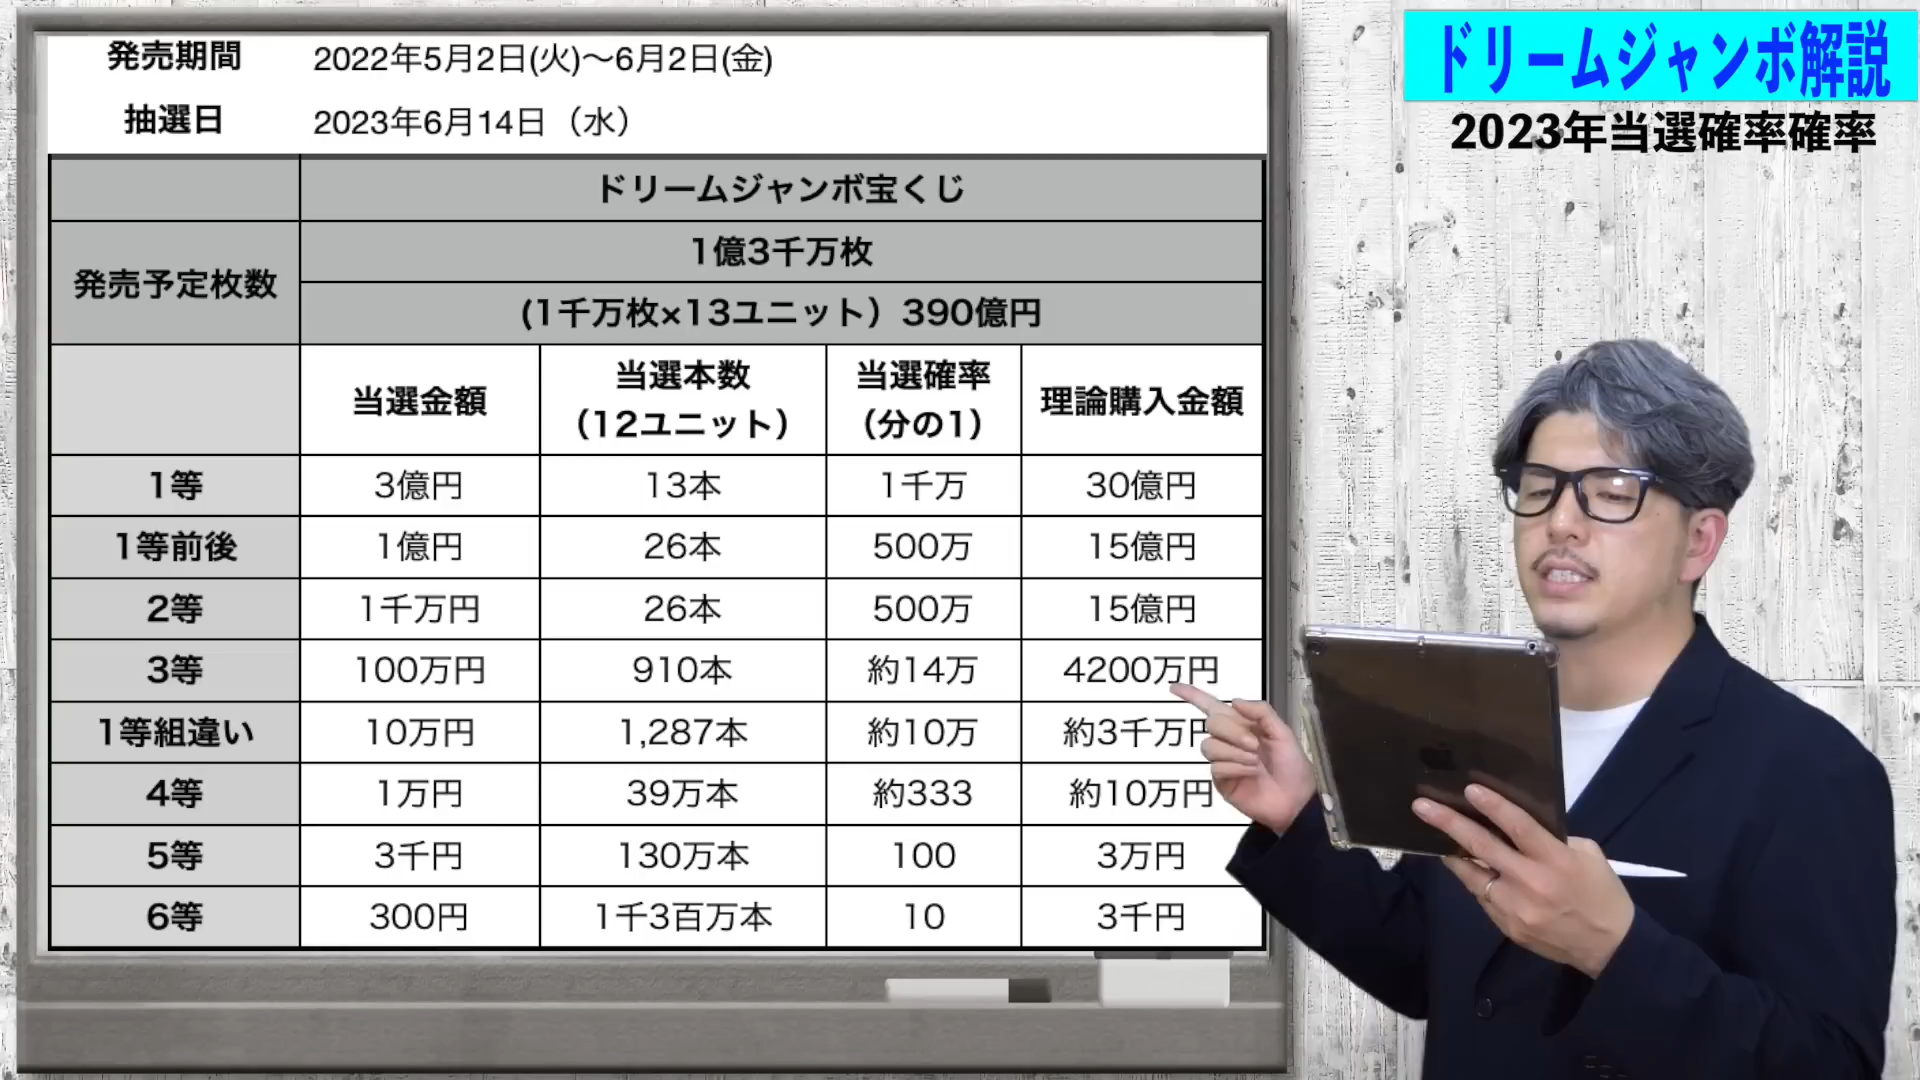 発売期間 2022年5月2日(火)〜6月2日(金)
抽選日 2023年6月14日（水）
ドリームジャンボ解説
2023年当選確率確率
ドリームジャンボ宝くじ
発売予定枚数
1億3千万枚
(1千万枚×13ユニット）390億円
当選金額
当選本数
（12ユニット）
当選確率
（分の1）
理論購入金額
1等 3億円 13本 1千万 30億円
1等前後 1億円 26本 500万 15億円
2等 1千万円 26本 500万 15億円
3等 100万円 910本 約14万 4200万円
1等組違い 10万円 1,287本 約10万 約3千万円
4等 1万円 39万本 約333 約10万円
5等 3千円 130万本 100 3万円
6等 300円 1千3百万本 10 3千円